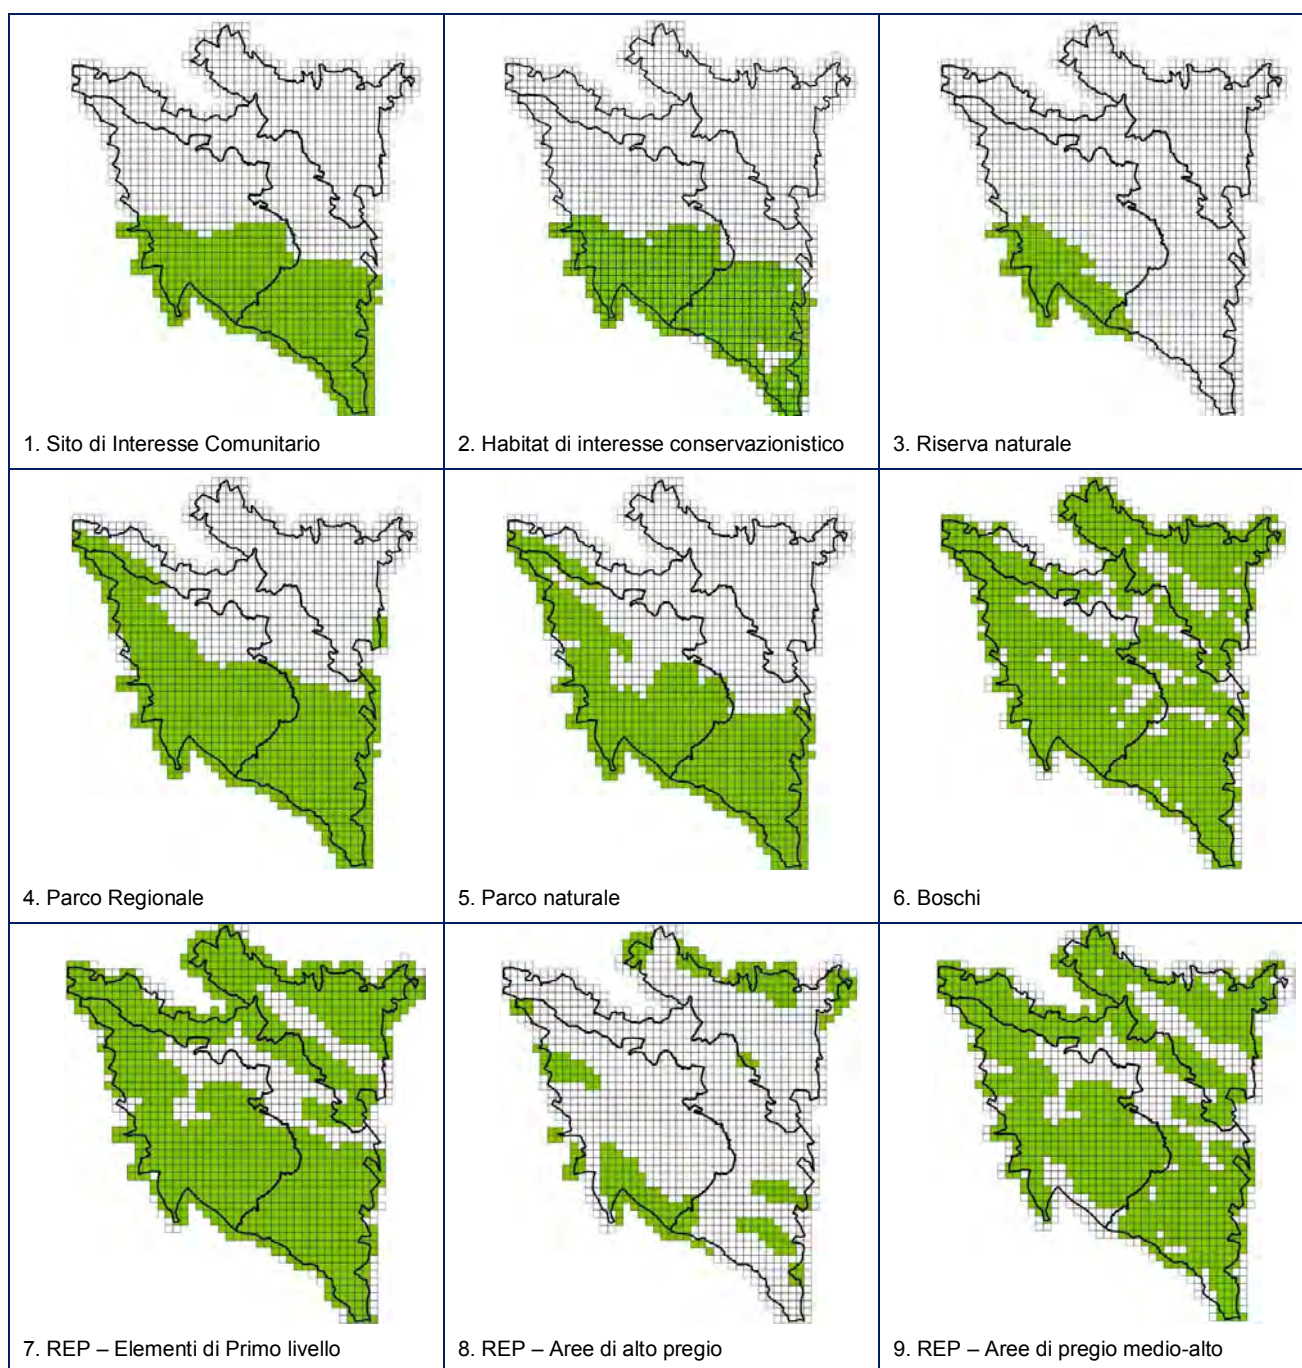 1. Sito di Interesse Comunitario
2. Habitat di interesse conservazionistico
3. Riserva naturale
4. Parco Regionale
5. Parco naturale
6. Boschi
7. REP – Elementi di Primo livello
8. REP – Aree di alto pregio
9. REP – Aree di pregio medio-alto